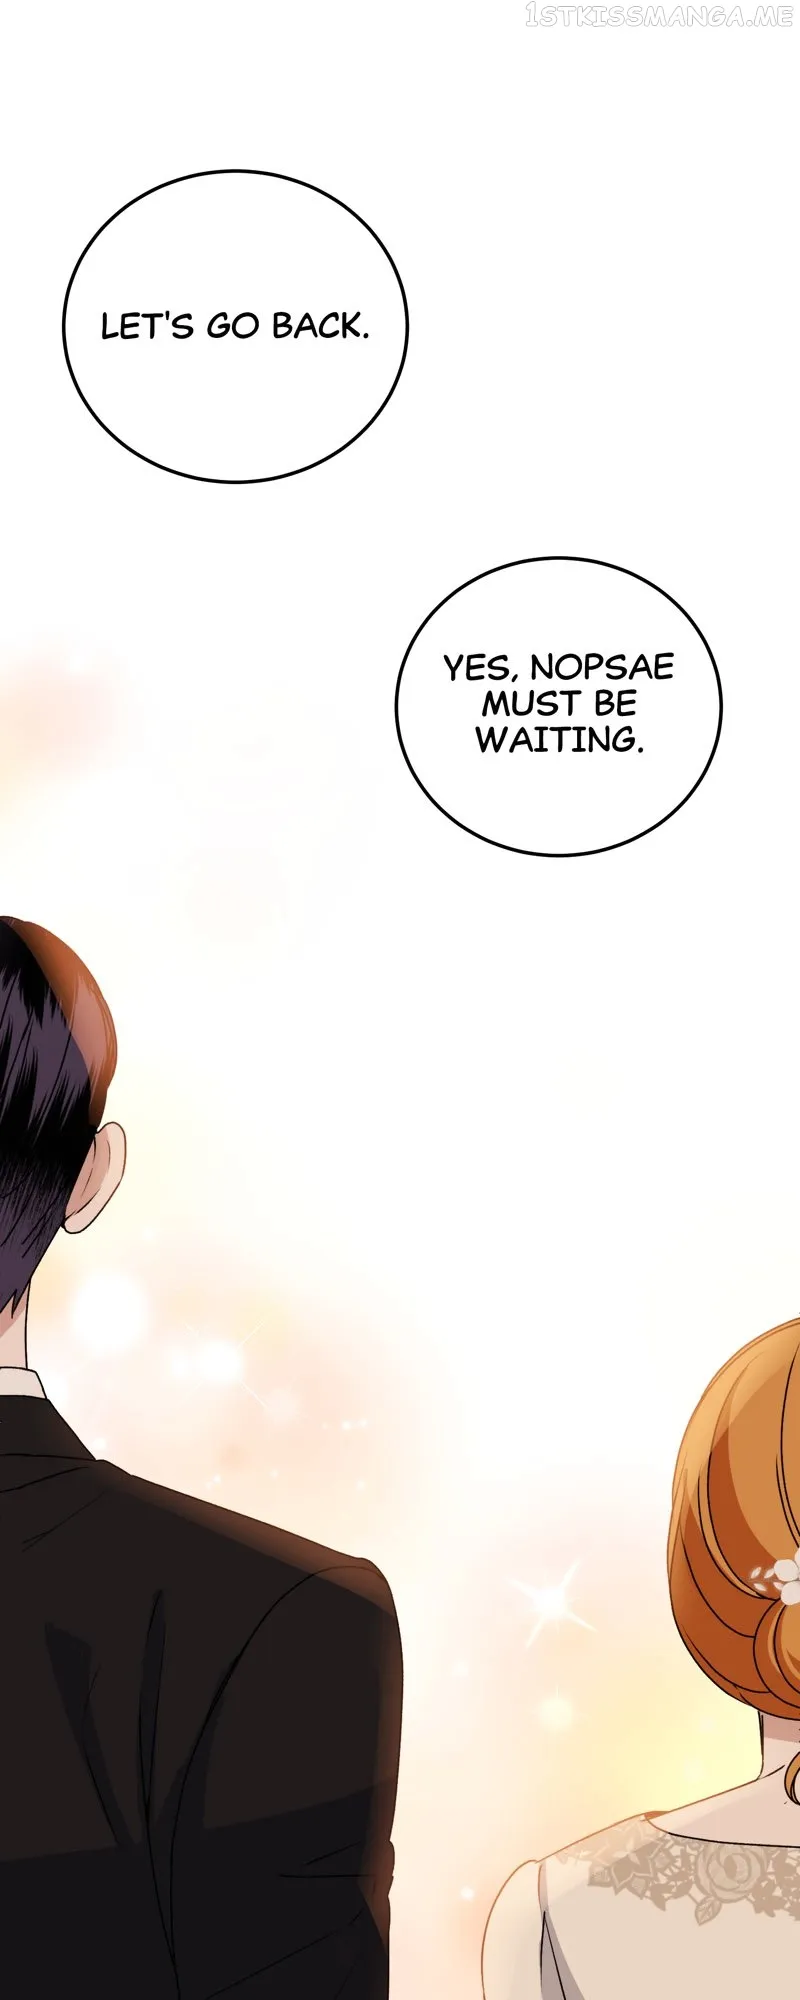 1STKISSMANGA.ME
LET'S GO BACK.
YES, NOPSAE
MUST BE
WAITING.